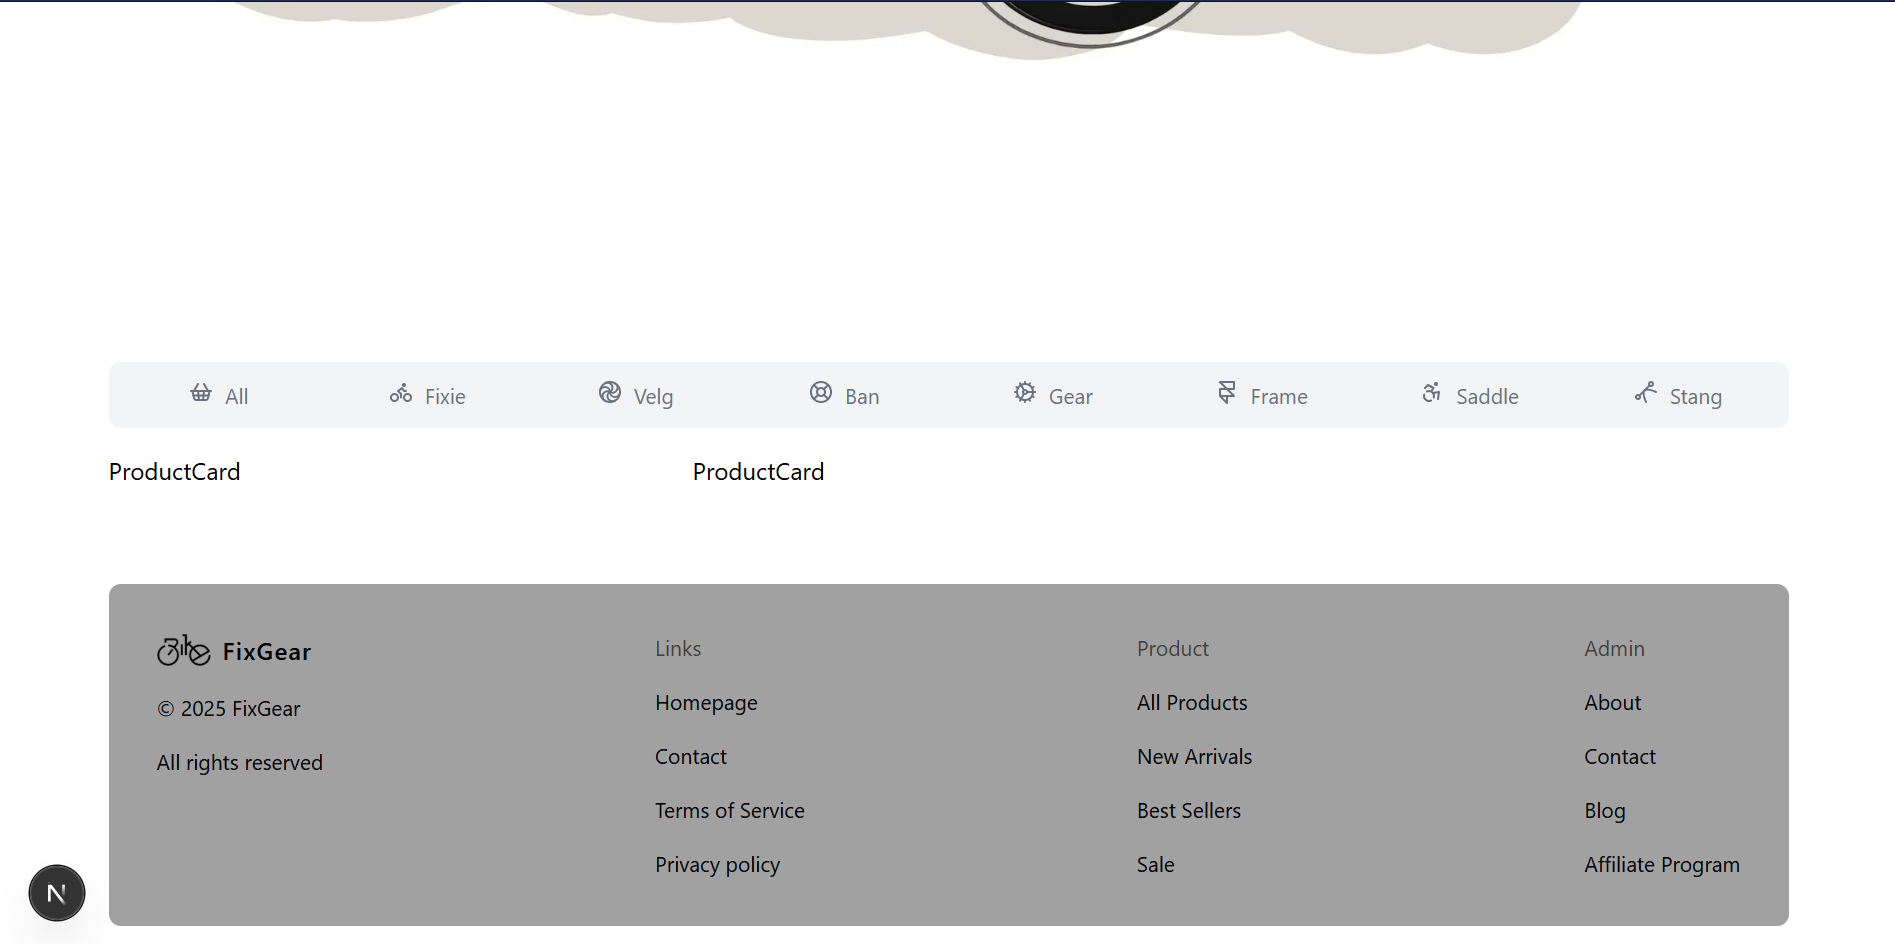 All Fixie Velg Ban Gear Frame Saddle Stang
ProductCard ProductCard
FixGear
© 2025 FixGear
All rights reserved
Links
Homepage
Contact
Terms of Service
Privacy policy
Product
All Products
New Arrivals
Best Sellers
Sale
Admin
About
Contact
Blog
Affiliate Program
N